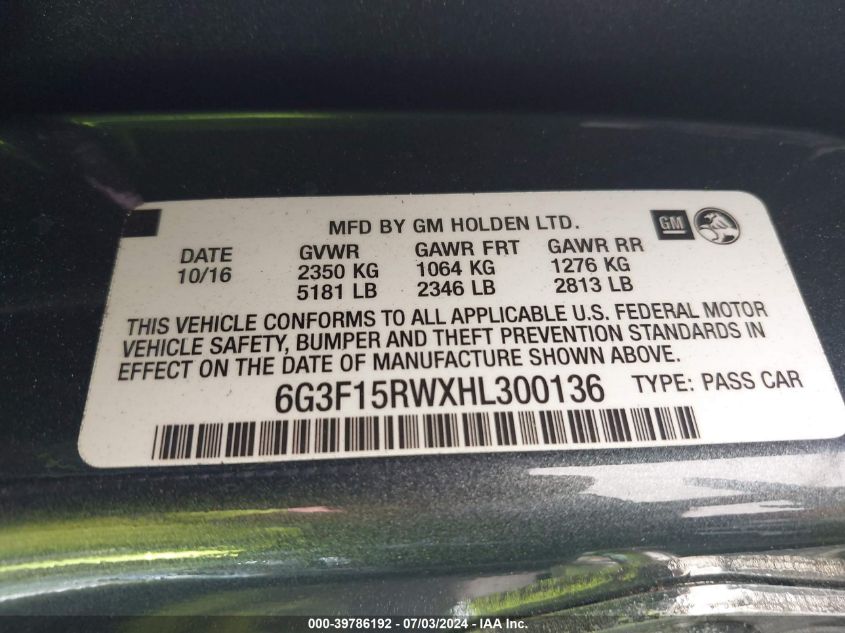 MFD BY GM HOLDEN LTD.
GM
DATE GVWR GAWR FRT GAWR RR
10/16 2350 KG 1064 KG 1276 KG
5181 LB 2346 LB 2813 LB
THIS VEHICLE CONFORMS TO ALL APPLICABLE U.S. FEDERAL MOTOR
VEHICLE SAFETY, BUMPER AND THEFT PREVENTION STANDARDS IN
EFFECT ON THE DATE OF MANUFACTURE SHOWN ABOVE.
6G3F15RWXHL300136 TYPE: PASS CAR
000-39786192 - 07/03/2024 - IAA Inc.